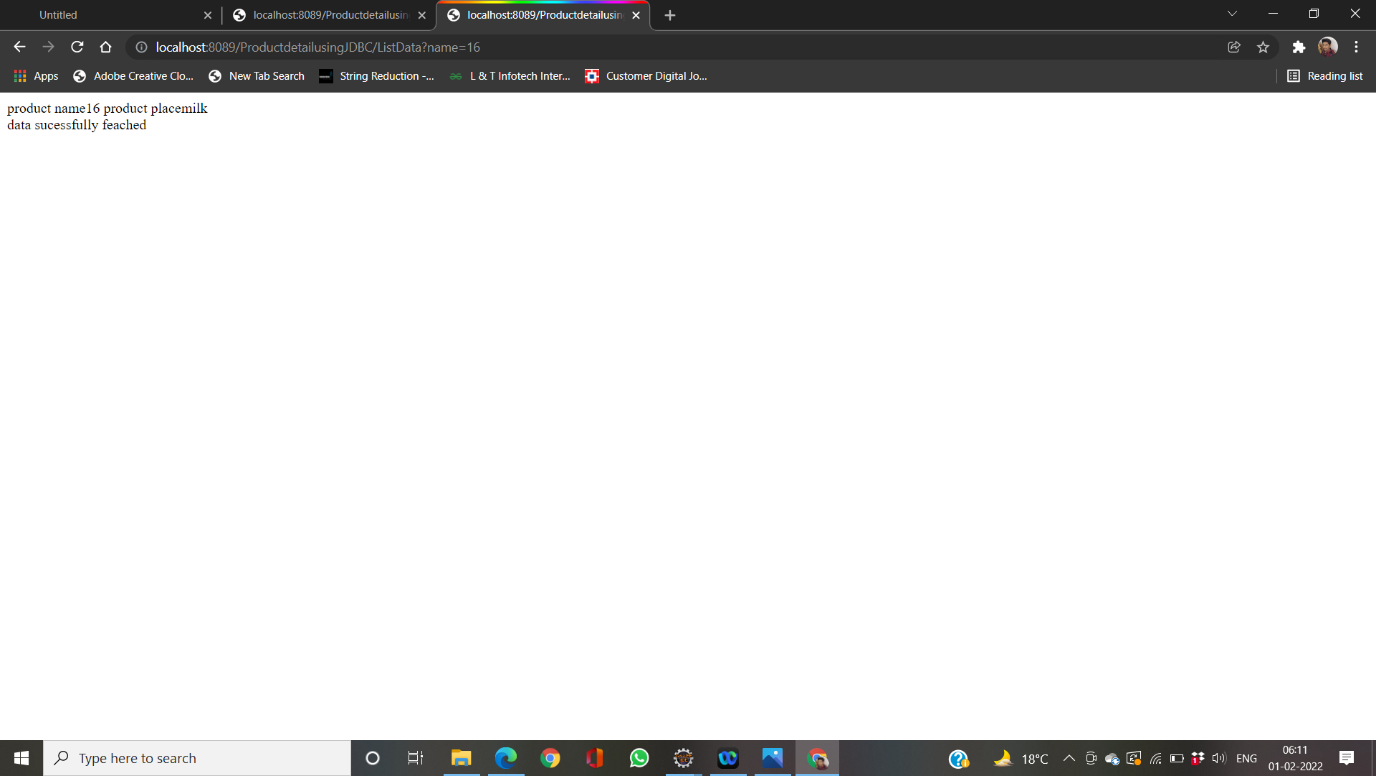 Untitled
localhost:8089/Productdetailusin
localhost:8089/Productdetailusin
localhost:8089/ProductdetailusingJDBC/ListData?name=16
Apps
Adobe Creative Clo...
New Tab Search
String Reduction -...
L & T Infotech Inter...
Customer Digital Jo...
Reading list
product name16 product placemilk
data sucessfully feached
Type here to search
18°C
ENG
06:11
01-02-2022